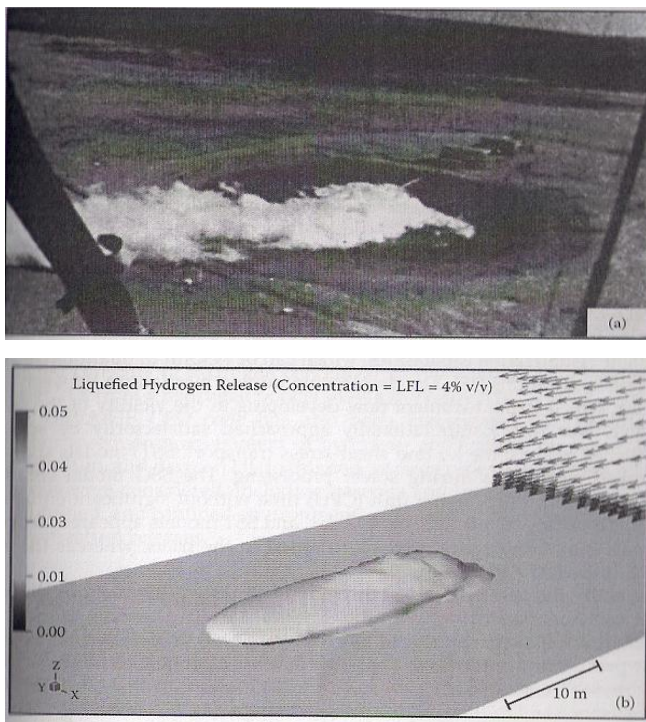 (a)
Liquefied Hydrogen Release (Concentration = LFL = 4% v/v)
0.05
0.04
0.03
0.01
0.00
Z
Y
X
10 m
(b)